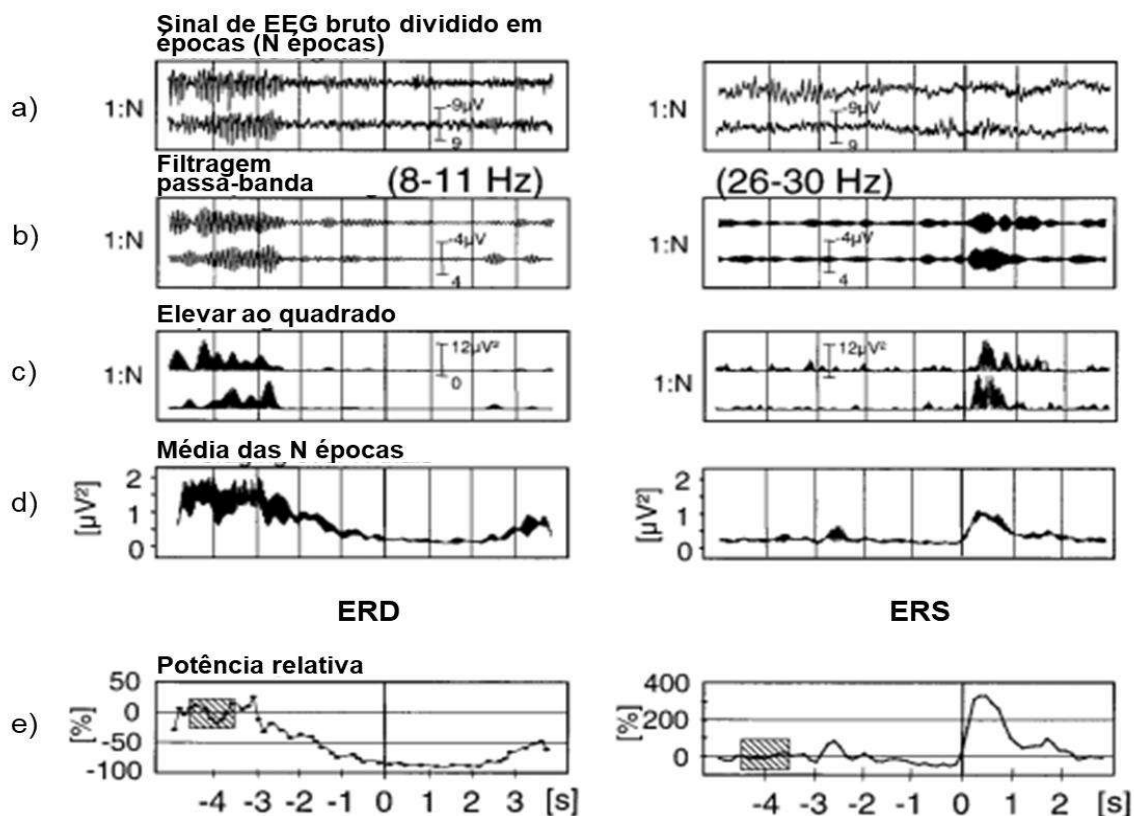 Sinal de EEG bruto dividido em
épocas (N épocas)
a)
1:N
-9µV
9
1:N
-9µV
9
Filtragem
passa-banda
(8-11 Hz)
(26-30 Hz)
b)
1:N
-4µV
4
1:N
-4µV
4
Elevar ao quadrado
c)
1:N
12µV²
0
1:N
12µV²
0
Média das N épocas
d)
[µV²]
2
1
0
[µV²]
2
1
0
ERD
ERS
Potência relativa
e)
[%]
50
0
-50
-100
-4 -3 -2 -1 0 1 2 3 [s]
[%]
400
200
0
-4 -3 -2 -1 0 1 2 [s]